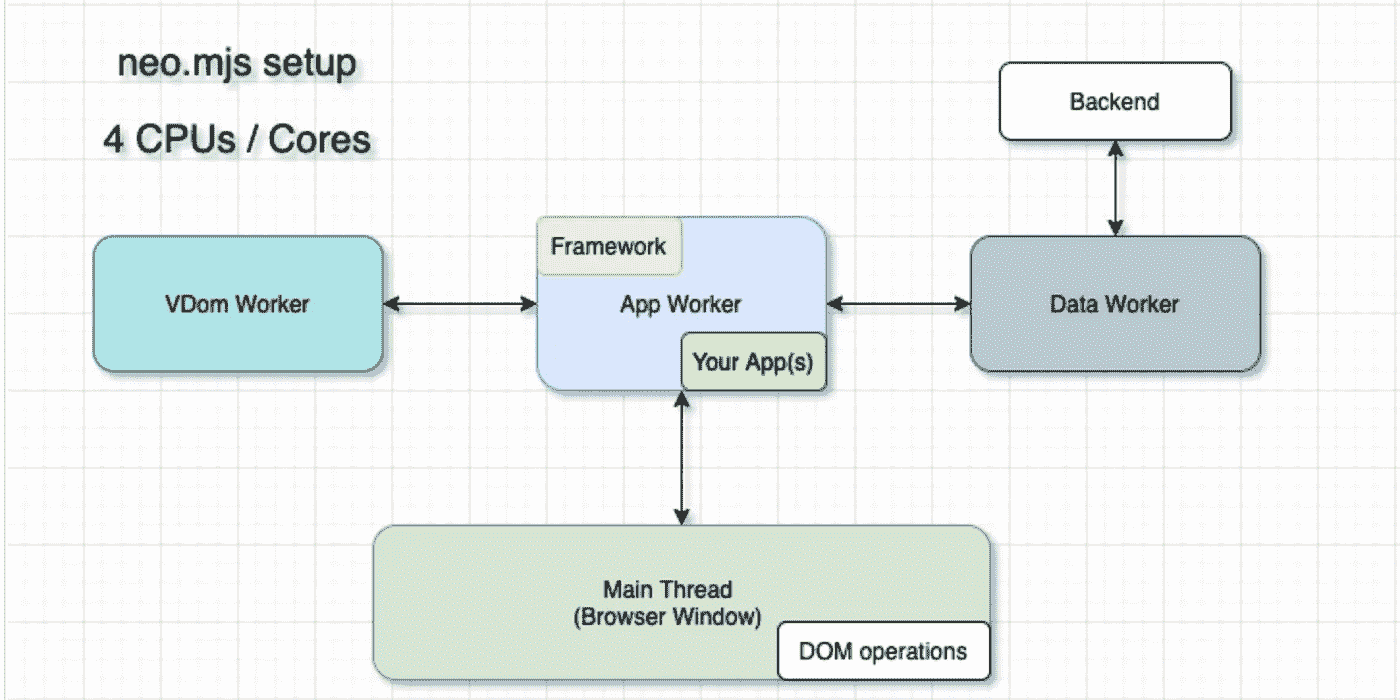 neo.mjs setup
4 CPUs / Cores
Backend
Framework
VDom Worker
App Worker
Data Worker
Your App(s)
Main Thread
(Browser Window)
DOM operations